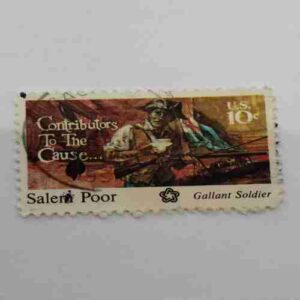 Contributors
To The
Cause...
U.S.
10c
Salem Poor
Gallant Soldier